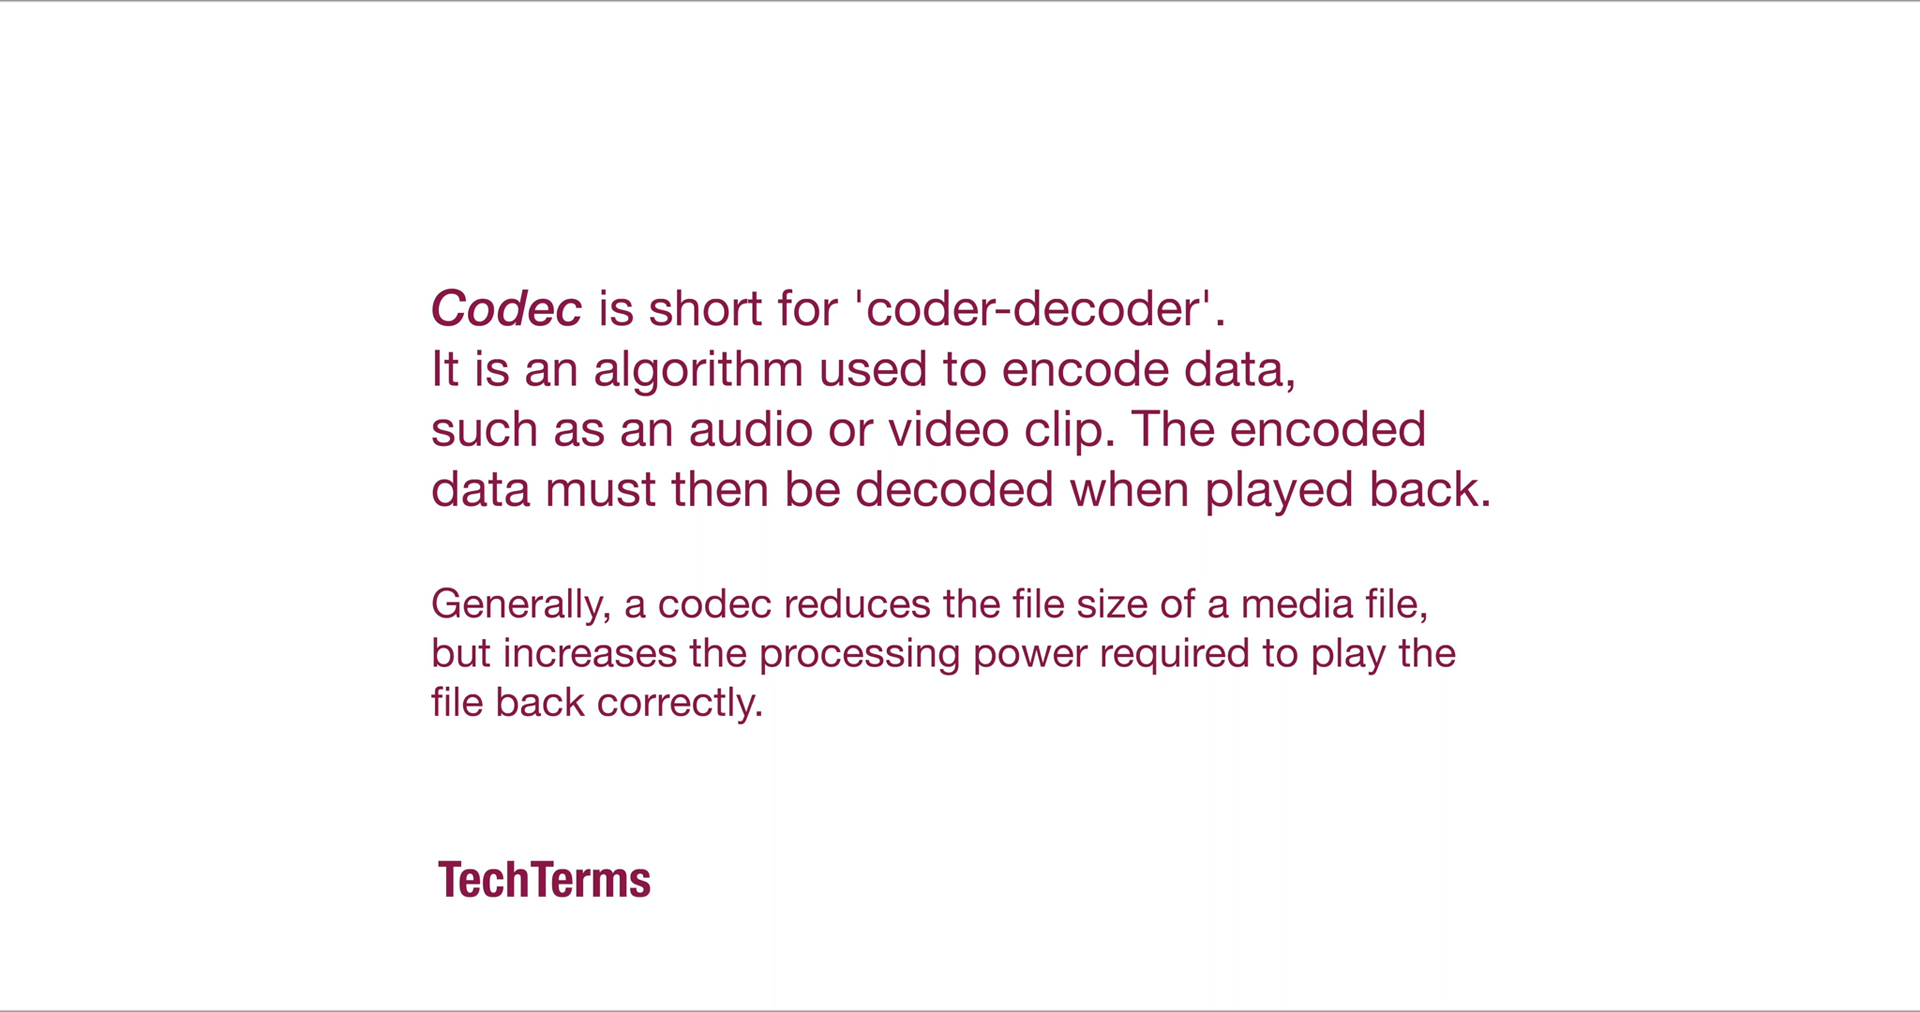 Codec is short for 'coder-decoder'.
It is an algorithm used to encode data,
such as an audio or video clip. The encoded
data must then be decoded when played back.
Generally, a codec reduces the file size of a media file,
but increases the processing power required to play the
file back correctly.
TechTerms